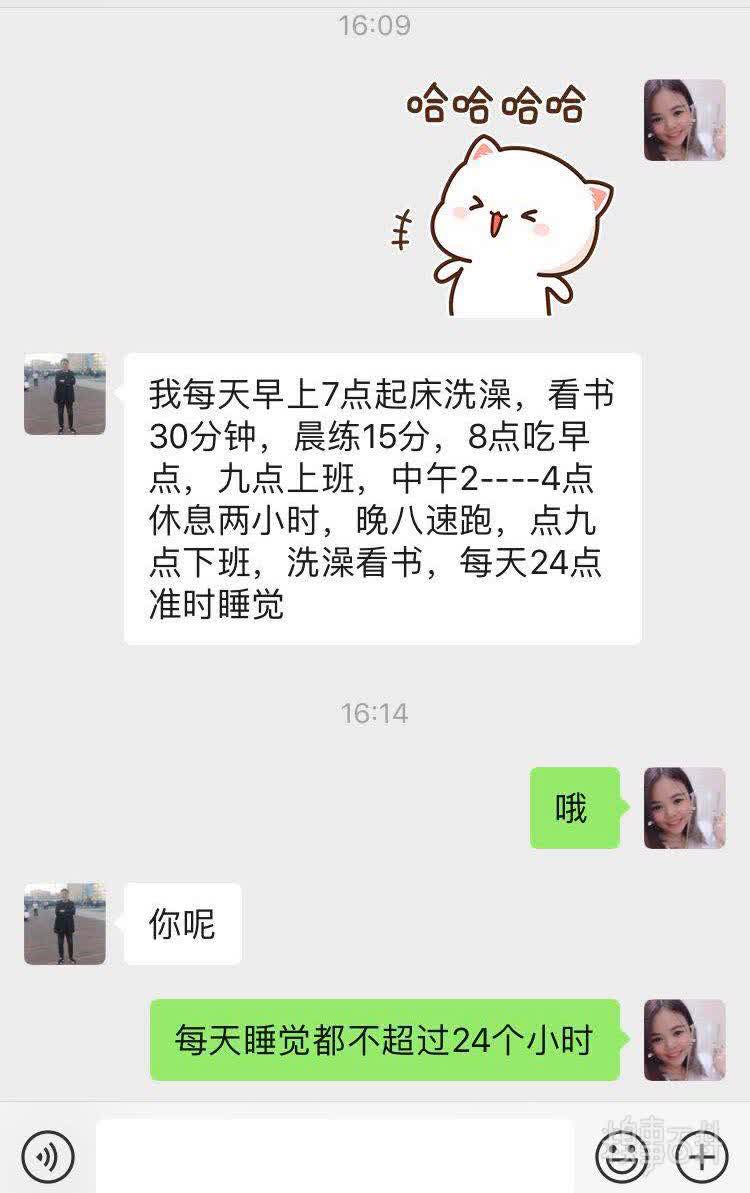 16:09
哈哈哈哈
我每天早上7点起床洗澡，看书
30分钟，晨练15分，8点吃早
点，九点上班，中午2----4点
休息两小时，晚八速跑，点九
点下班，洗澡看书，每天24点
准时睡觉
16:14
哦
你呢
每天睡觉都不超过24个小时